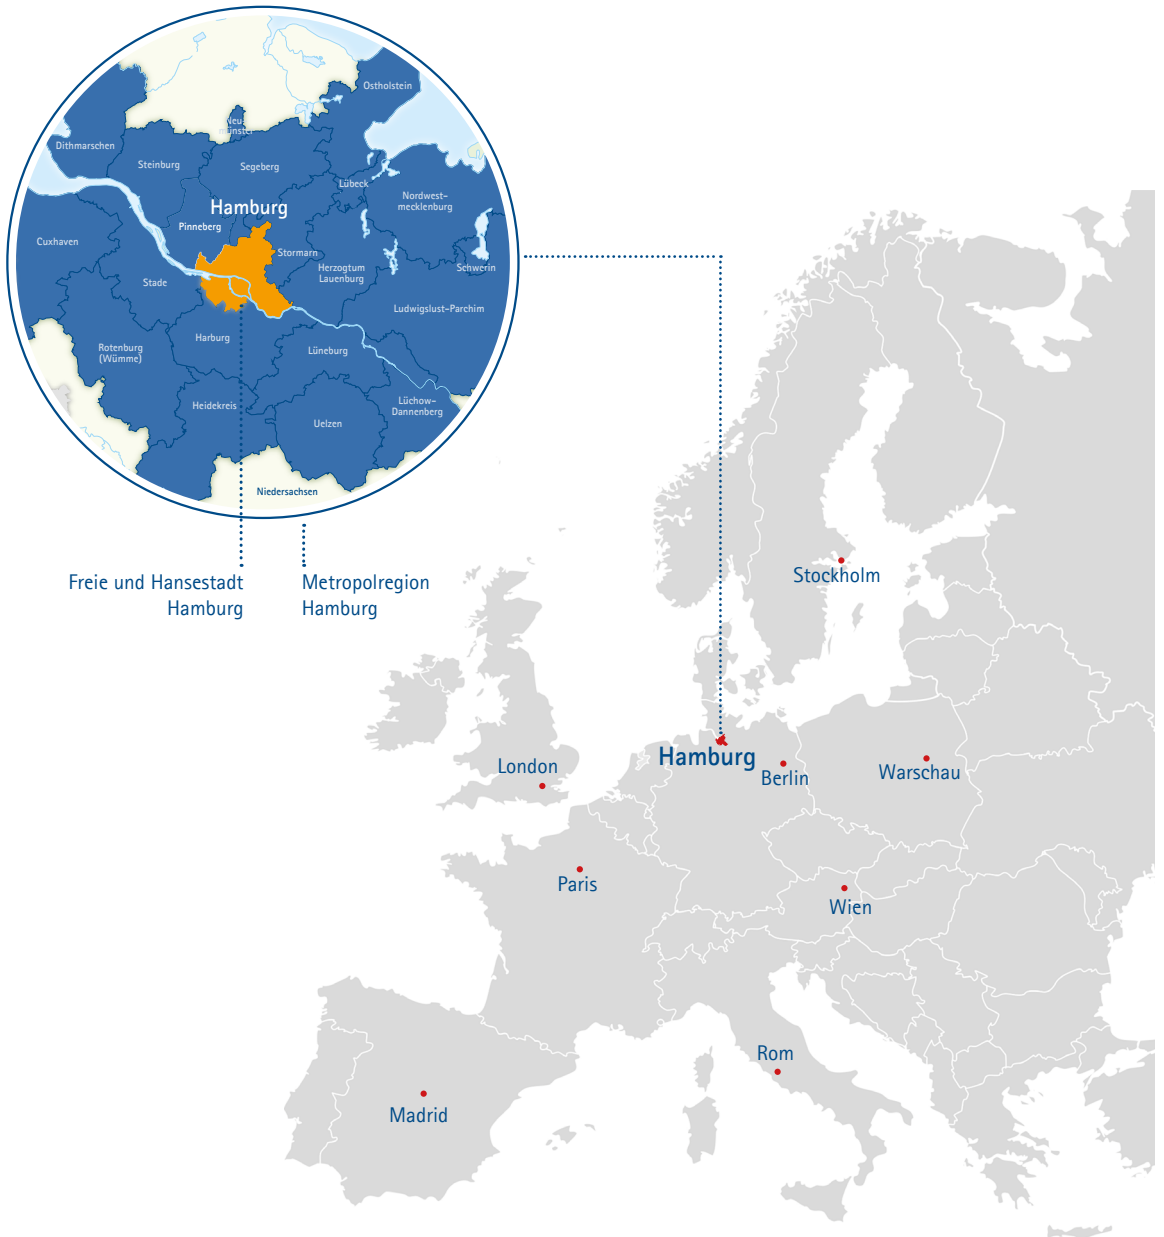 Ostholstein
Neu-
münster
Dithmarschen
Steinburg
Segeberg
Lübeck
Nordwest-
mecklenburg
Hamburg
Pinneberg
Cuxhaven
Stormarn
Schwerin
Herzogtum
Lauenburg
Stade
Ludwigslust-Parchim
Harburg
Rotenburg
(Wümme)
Lüneburg
Heidekreis
Lüchow-
Dannenberg
Uelzen
Niedersachsen
Freie und Hansestadt
Hamburg
Metropolregion
Hamburg
Stockholm
Hamburg
London
Berlin
Warschau
Paris
Wien
Rom
Madrid